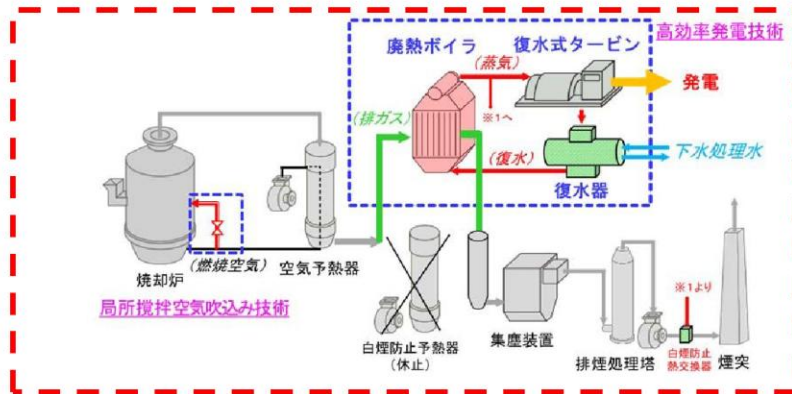 高効率発電技術
廃熱ボイラ
復水式タービン
(蒸気)
発電
※1へ
(排ガス)
(復水)
下水処理水
復水器
焼却炉
(燃焼空気)
空気予熱器
局所撹拌空気吹込み技術
白煙防止予熱器
(休止)
集塵装置
排煙処理塔
※1より
白煙防止
熱交換器
煙突